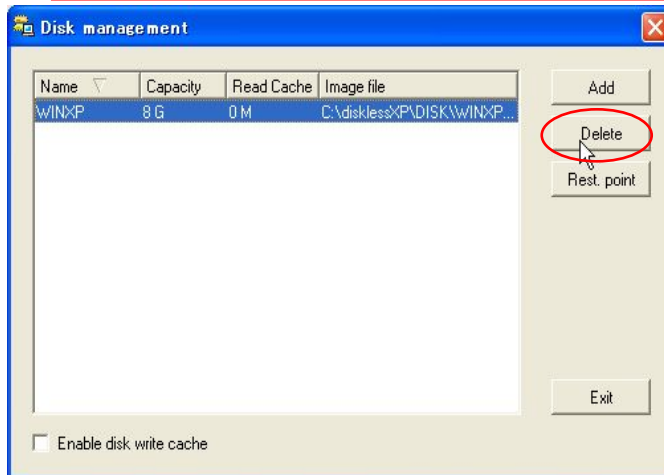 Disk management
Name Capacity Read Cache Image file
WINXP 8 G 0 M C:\disklessXP\DISK\WINXP...
Add
Delete
Rest. point
Exit
Enable disk write cache